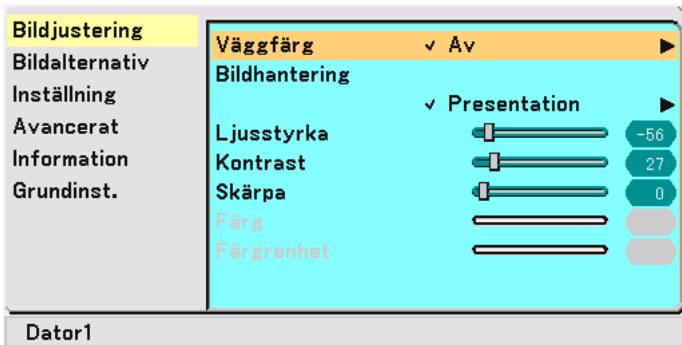 Bildjustering
Bildalternativ
Inställning
Avancerat
Information
Grundinst.
Väggfärg ✓ Av
Bildhantering
✓ Presentation
Ljusstyrka -56
Kontrast 27
Skärpa 0
Färg
Färgrenhet
Dator1